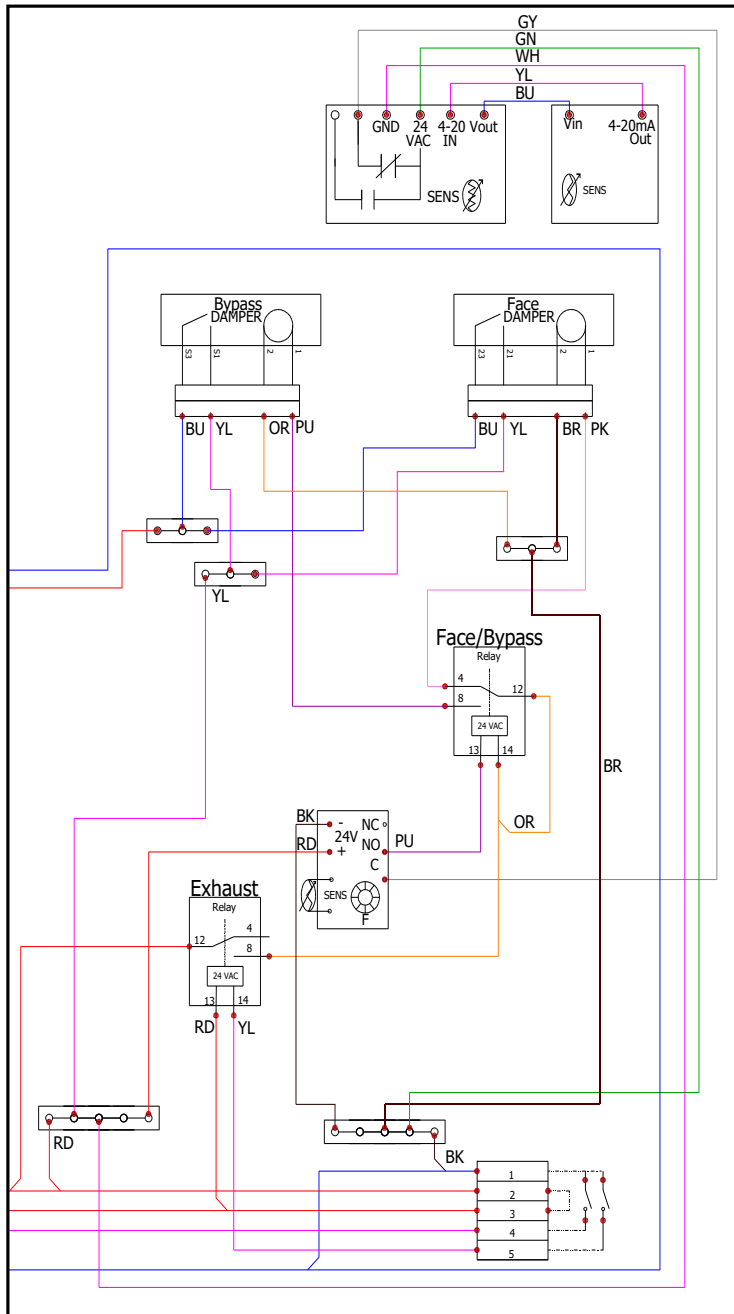 GY
GN
WH
YL
BU
GND 24 VAC 4-20 IN Vout
SENS
Vin 4-20mA Out
SENS
Bypass
DAMPER
S3 S1 2 1
BU YL OR PU
Face
DAMPER
23 21 2 1
BU YL BR PK
YL
Face/Bypass
Relay
4 12
8
24 VAC
13 14
BR
OR
BK - NC
24V NO PU
RD + C
SENS
F
Exhaust
Relay
12 4
8
24 VAC
13 14
RD YL
RD
BK
1
2
3
4
5